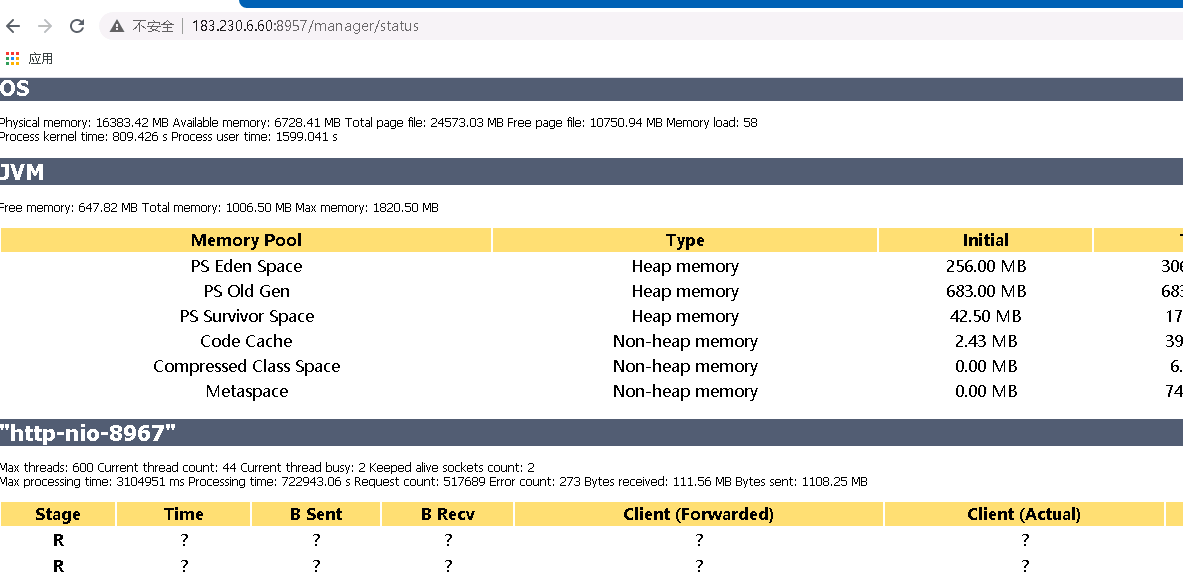 不安全 183.230.6.60:8957/manager/status
应用
OS
Physical memory: 16383.42 MB Available memory: 6728.41 MB Total page file: 24573.03 MB Free page file: 10750.94 MB Memory load: 58
Process kernel time: 809.426 s Process user time: 1599.041 s
JVM
Free memory: 647.82 MB Total memory: 1006.50 MB Max memory: 1820.50 MB
Memory Pool Type Initial
PS Eden Space Heap memory 256.00 MB 306
PS Old Gen Heap memory 683.00 MB 683
PS Survivor Space Heap memory 42.50 MB 17
Code Cache Non-heap memory 2.43 MB 39
Compressed Class Space Non-heap memory 0.00 MB 6.
Metaspace Non-heap memory 0.00 MB 74
"http-nio-8967"
Max threads: 600 Current thread count: 44 Current thread busy: 2 Keeped alive sockets count: 2
Max processing time: 3104951 ms Processing time: 722943.06 s Request count: 517689 Error count: 273 Bytes received: 111.56 MB Bytes sent: 1108.25 MB
Stage Time B Sent B Recv Client (Forwarded) Client (Actual)
R ? ? ? ? ?
R ? ? ? ? ?